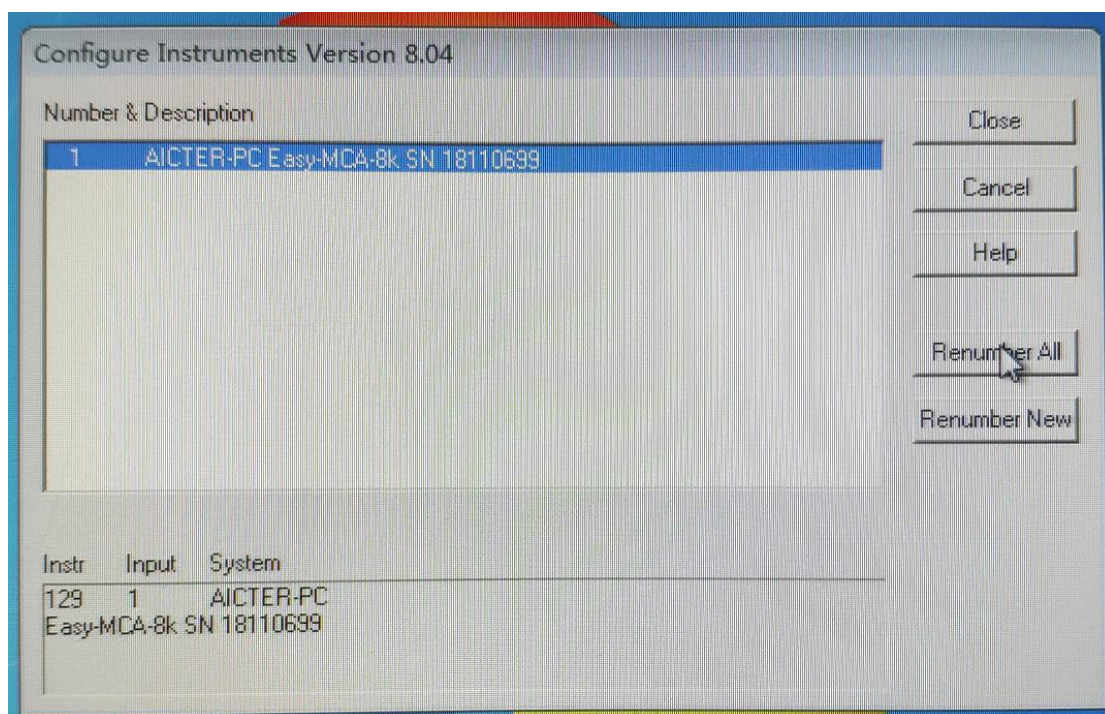 Configure Instruments Version 8.04
Number & Description
1 AICTER-PC Easy-MCA-8k SN 18110699
Close
Cancel
Help
Renumber All
Renumber New
Instr Input System
129 1 AICTER-PC
Easy-MCA-8k SN 18110699